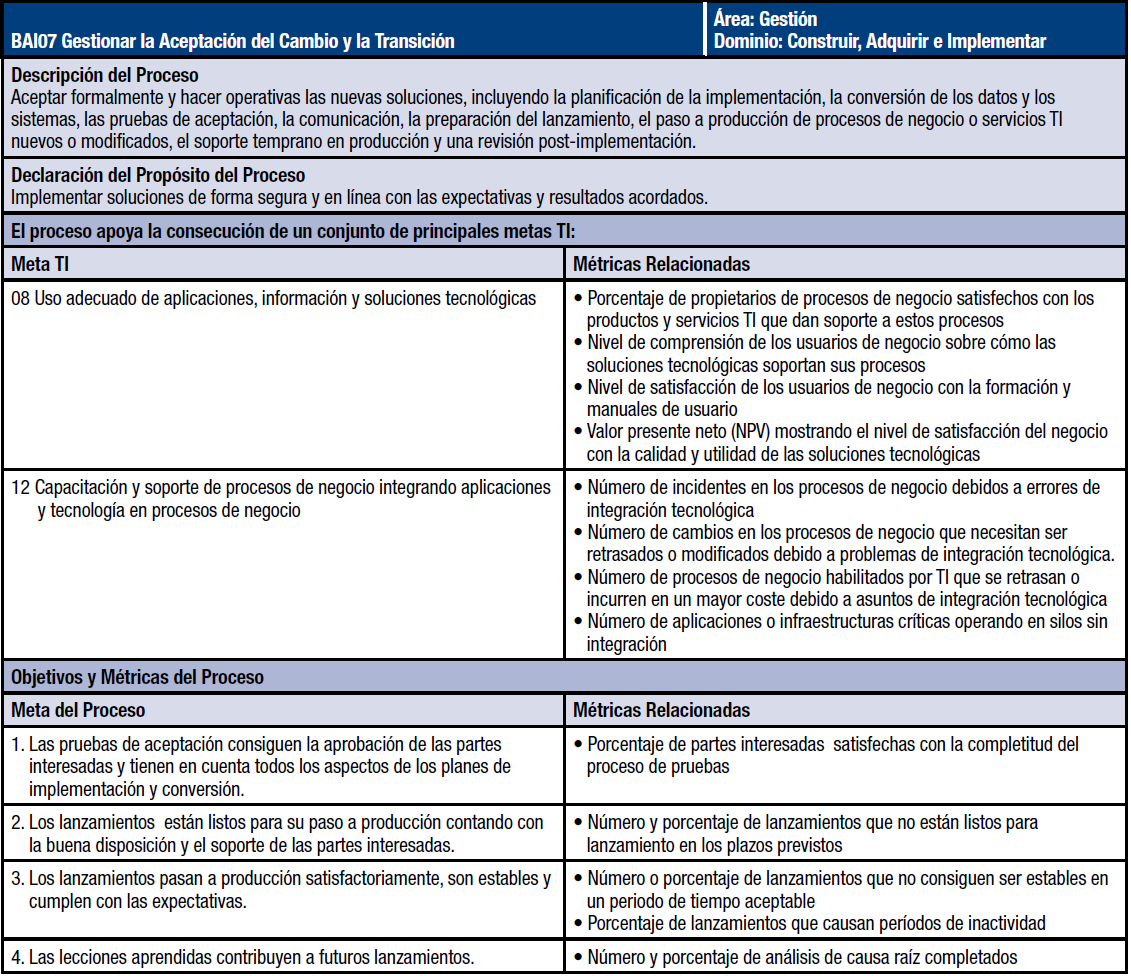 BAI07 Gestionar la Aceptación del Cambio y la Transición
Área: Gestión
Dominio: Construir, Adquirir e Implementar
Descripción del Proceso
Aceptar formalmente y hacer operativas las nuevas soluciones, incluyendo la planificación de la implementación, la conversión de los datos y los
sistemas, las pruebas de aceptación, la comunicación, la preparación del lanzamiento, el paso a producción de procesos de negocio o servicios TI
nuevos o modificados, el soporte temprano en producción y una revisión post-implementación.
Declaración del Propósito del Proceso
Implementar soluciones de forma segura y en línea con las expectativas y resultados acordados.
El proceso apoya la consecución de un conjunto de principales metas TI:
Meta TI
Métricas Relacionadas
08 Uso adecuado de aplicaciones, información y soluciones tecnológicas
• Porcentaje de propietarios de procesos de negocio satisfechos con los
productos y servicios TI que dan soporte a estos procesos
• Nivel de comprensión de los usuarios de negocio sobre cómo las
soluciones tecnológicas soportan sus procesos
• Nivel de satisfacción de los usuarios de negocio con la formación y
manuales de usuario
• Valor presente neto (NPV) mostrando el nivel de satisfacción del negocio
con la calidad y utilidad de las soluciones tecnológicas
12 Capacitación y soporte de procesos de negocio integrando aplicaciones
y tecnología en procesos de negocio
• Número de incidentes en los procesos de negocio debidos a errores de
integración tecnológica
• Número de cambios en los procesos de negocio que necesitan ser
retrasados o modificados debido a problemas de integración tecnológica.
• Número de procesos de negocio habilitados por TI que se retrasan o
incurren en un mayor coste debido a asuntos de integración tecnológica
• Número de aplicaciones o infraestructuras críticas operando en silos sin
integración
Objetivos y Métricas del Proceso
Meta del Proceso
Métricas Relacionadas
1. Las pruebas de aceptación consiguen la aprobación de las partes
interesadas y tienen en cuenta todos los aspectos de los planes de
implementación y conversión.
• Porcentaje de partes interesadas satisfechas con la completitud del
proceso de pruebas
2. Los lanzamientos están listos para su paso a producción contando con
la buena disposición y el soporte de las partes interesadas.
• Número y porcentaje de lanzamientos que no están listos para
lanzamiento en los plazos previstos
3. Los lanzamientos pasan a producción satisfactoriamente, son estables y
cumplen con las expectativas.
• Número o porcentaje de lanzamientos que no consiguen ser estables en
un periodo de tiempo aceptable
• Porcentaje de lanzamientos que causan períodos de inactividad
4. Las lecciones aprendidas contribuyen a futuros lanzamientos.
• Número y porcentaje de análisis de causa raíz completados